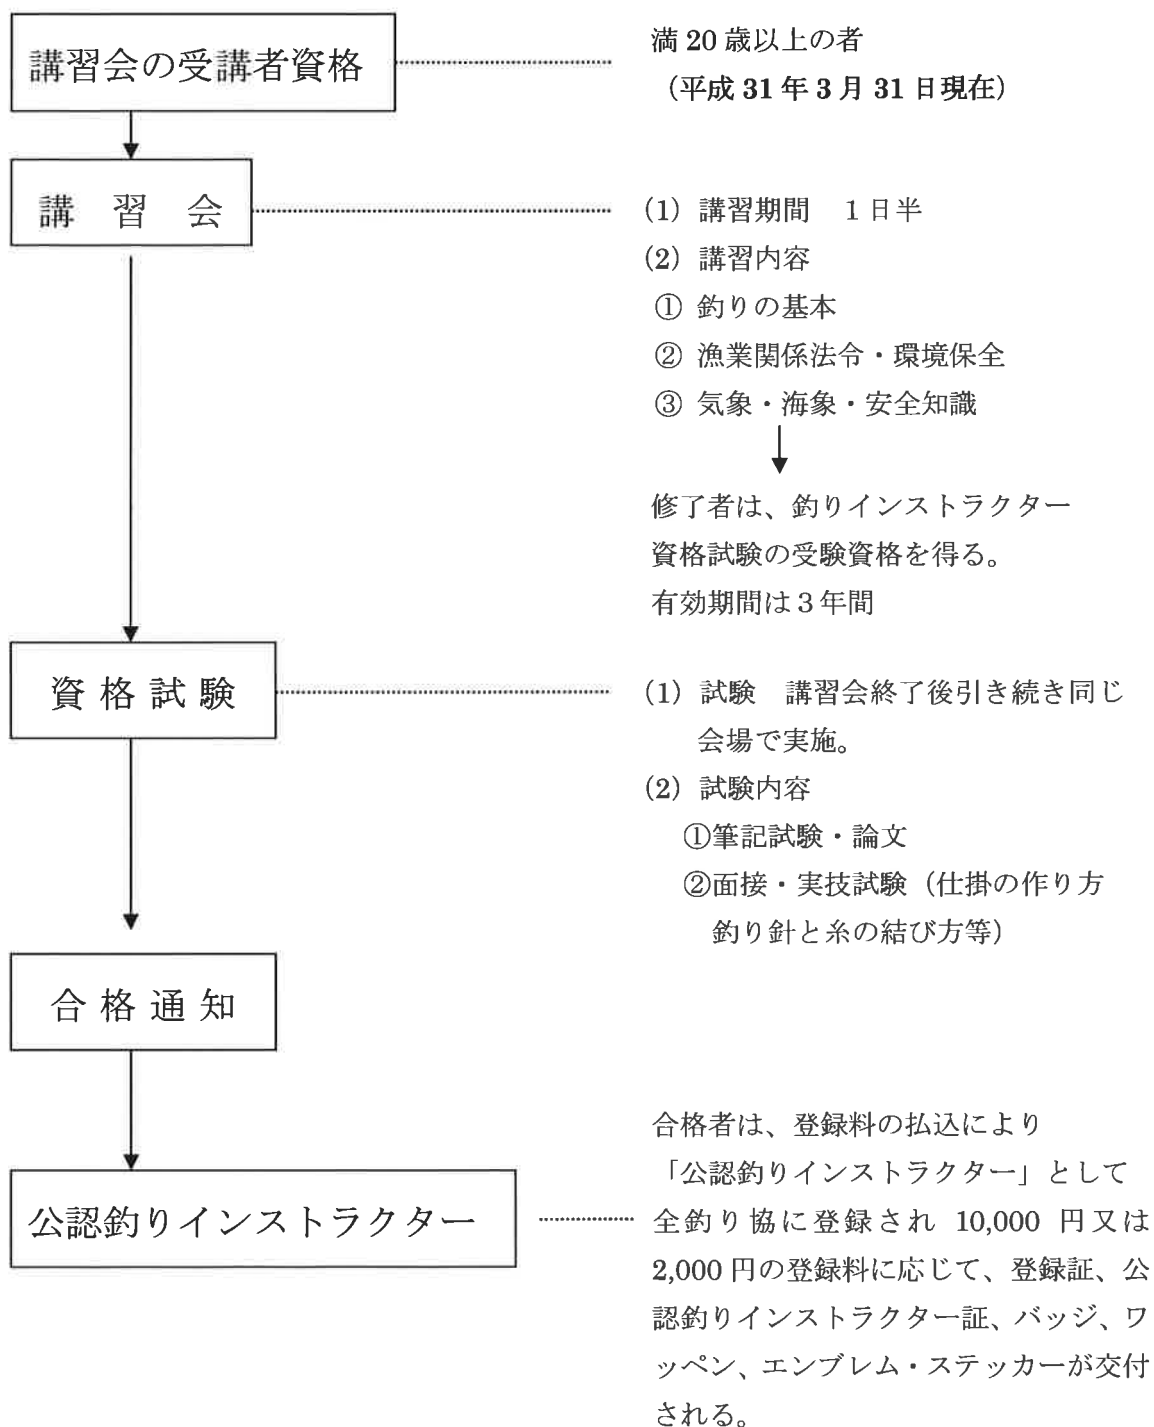 講習会の受講者資格
満 20 歳以上の者
（平成 31 年 3 月 31 日現在）
講 習 会
(1) 講習期間　１日半
(2) 講習内容
① 釣りの基本
② 漁業関係法令・環境保全
③ 気象・海象・安全知識
修了者は、釣りインストラクター
資格試験の受験資格を得る。
有効期間は３年間
資 格 試 験
(1) 試験　講習会終了後引き続き同じ
会場で実施。
(2) 試験内容
①筆記試験・論文
②面接・実技試験（仕掛の作り方
釣り針と糸の結び方等）
合 格 通 知
公認釣りインストラクター
合格者は、登録料の払込により
「公認釣りインストラクター」として
全釣り協に登録され 10,000 円又は
2,000 円の登録料に応じて、登録証、公
認釣りインストラクター証、バッジ、ワ
ッペン、エンブレム・ステッカーが交付
される。